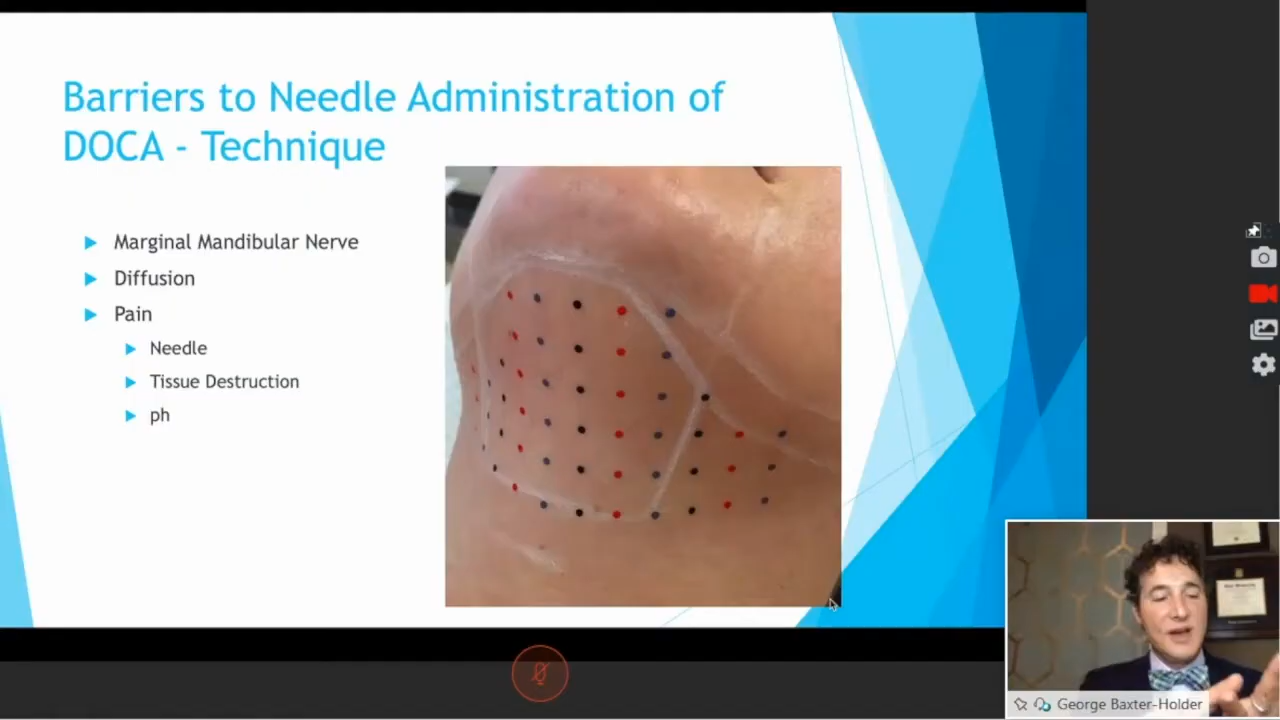 Barriers to Needle Administration of
DOCA - Technique
Marginal Mandibular Nerve
Diffusion
Pain
Needle
Tissue Destruction
ph
George Baxter-Holder